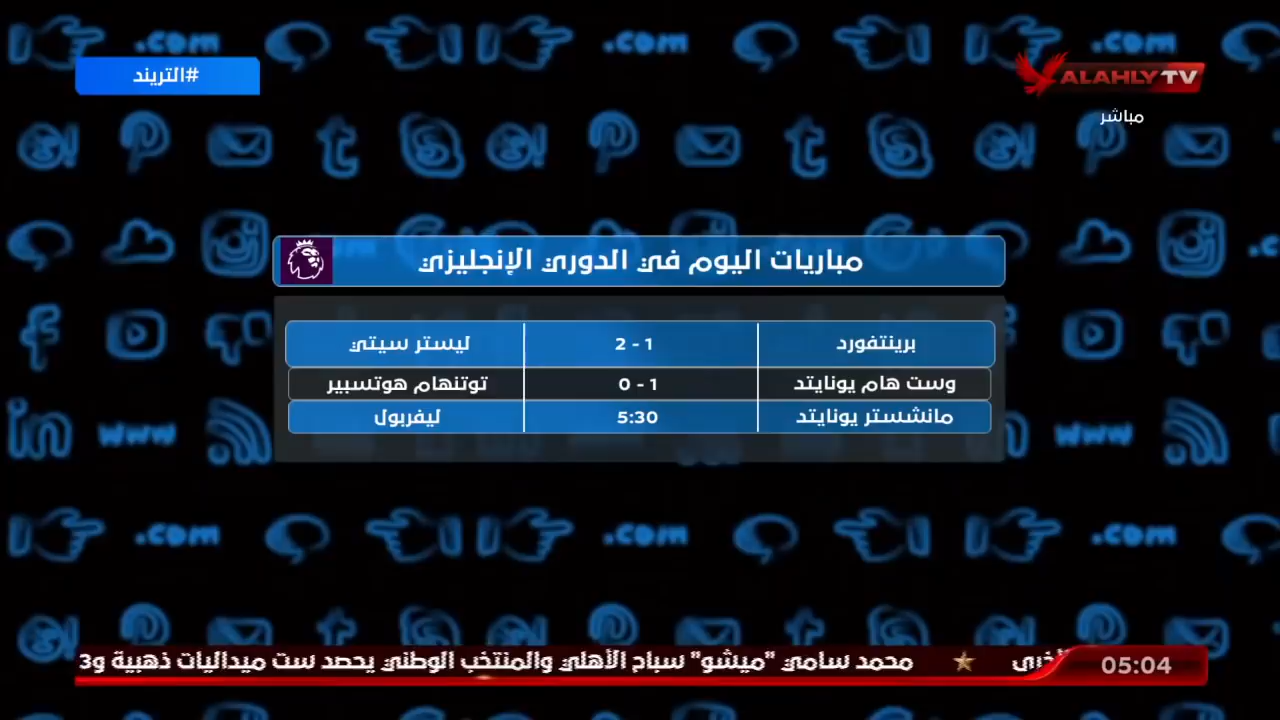 #التريند
ALAHLY TV
مباشر
مباريات اليوم في الدوري الإنجليزي
برينتفورد 1 - 2 ليستر سيتي
وست هام يونايتد 1 - 0 توتنهام هوتسبير
مانشستر يونايتد 5:30 ليفربول
محمد سامي "ميشو" سباح الأهلي والمنتخب الوطني يحصد ست ميداليات ذهبية و3
05:04